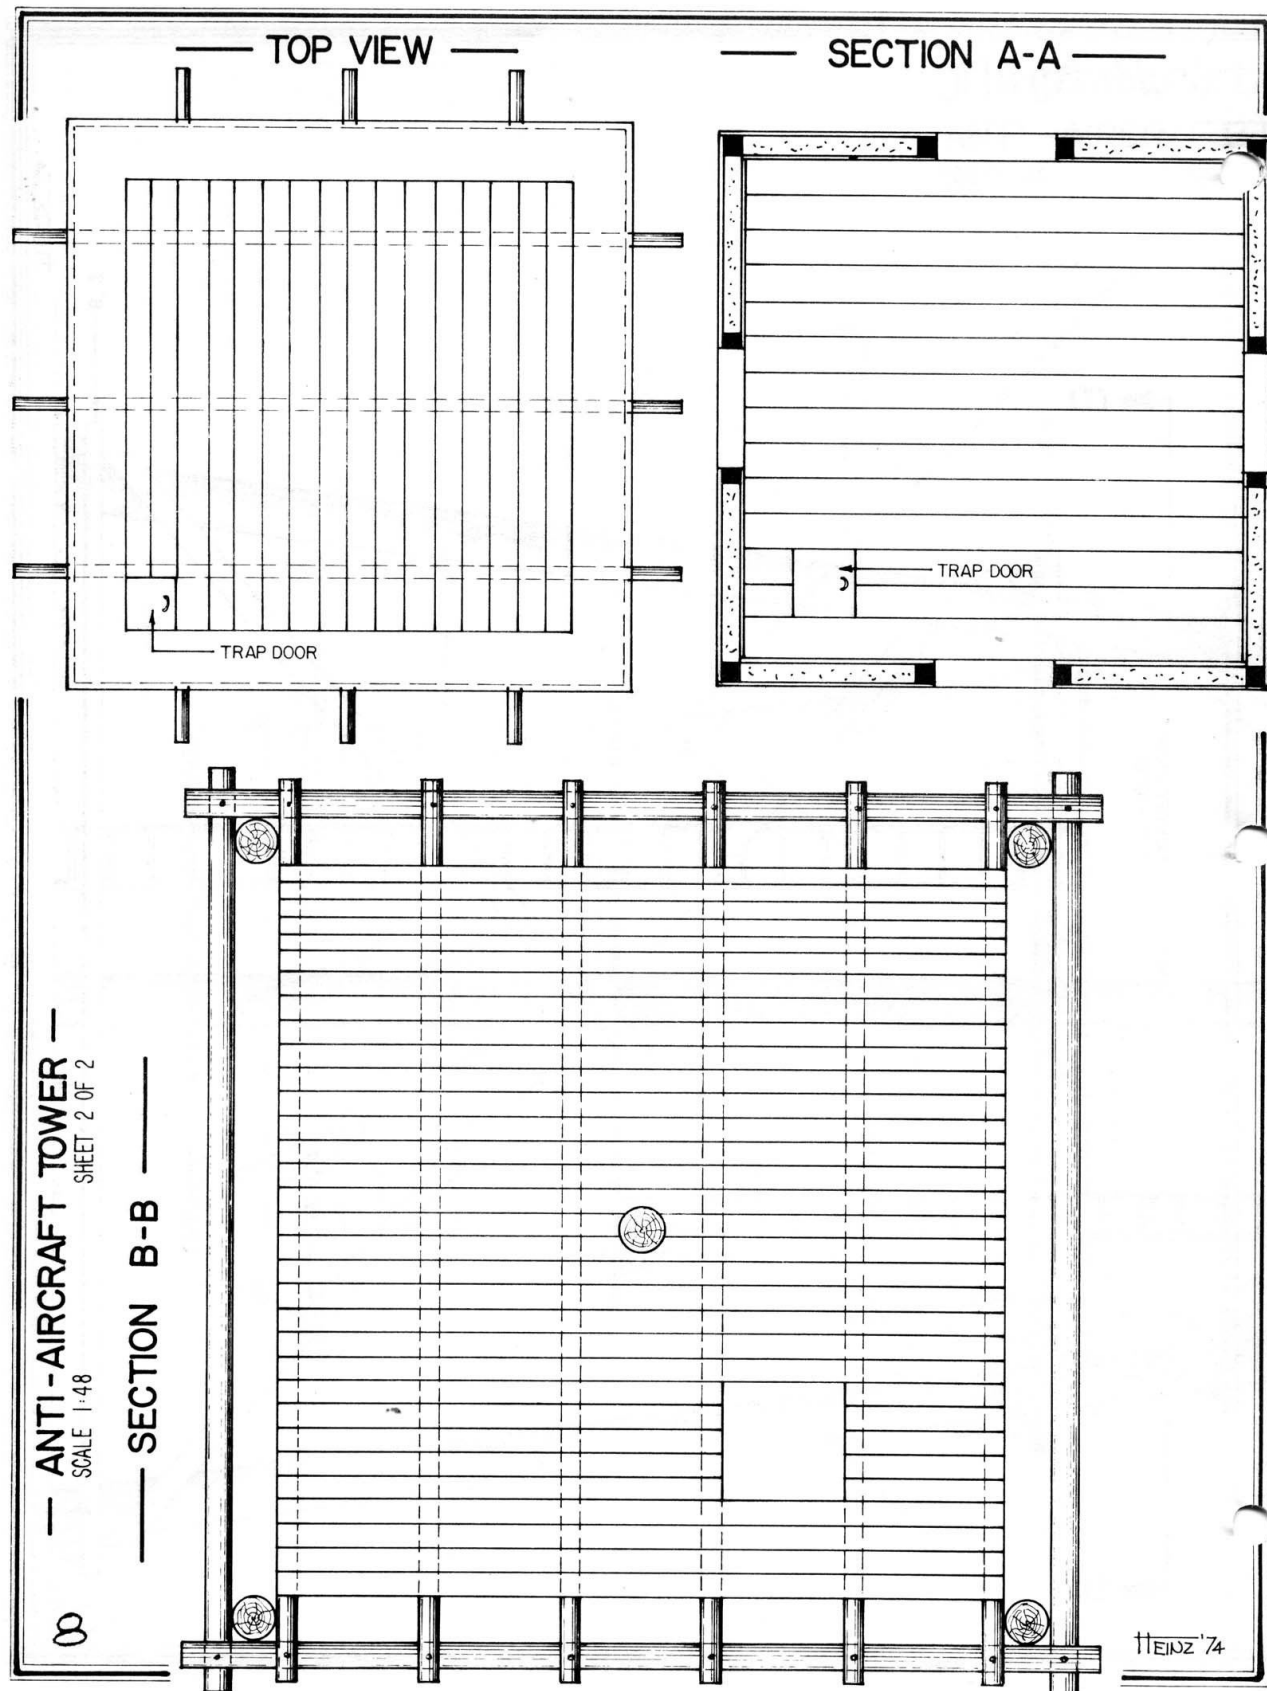 TOP VIEW
SECTION A-A
TRAP DOOR
TRAP DOOR
ANTI-AIRCRAFT TOWER
SCALE 1:48
SHEET 2 OF 2
SECTION B-B
8
HEINZ '74